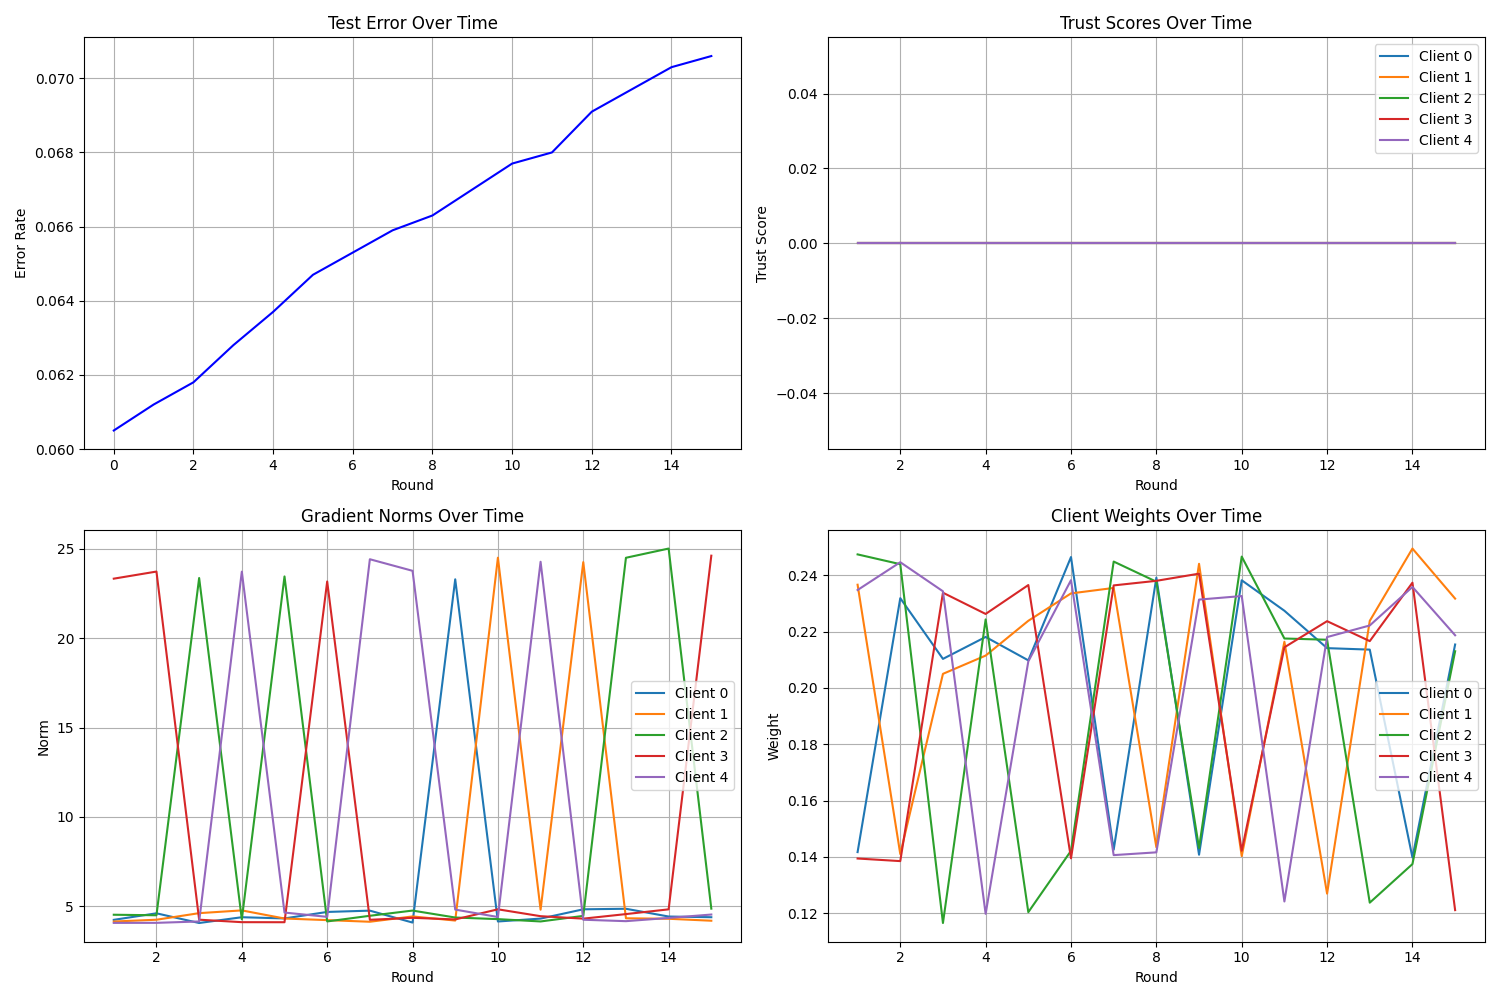 Test Error Over Time
Error Rate
0.070
0.068
0.066
0.064
0.062
0.060
0 2 4 6 8 10 12 14
Round
Trust Scores Over Time
Trust Score
0.04
0.02
0.00
−0.02
−0.04
Client 0
Client 1
Client 2
Client 3
Client 4
2 4 6 8 10 12 14
Round
Gradient Norms Over Time
Norm
25
20
15
10
5
Client 0
Client 1
Client 2
Client 3
Client 4
2 4 6 8 10 12 14
Round
Client Weights Over Time
Weight
0.24
0.22
0.20
0.18
0.16
0.14
0.12
Client 0
Client 1
Client 2
Client 3
Client 4
2 4 6 8 10 12 14
Round